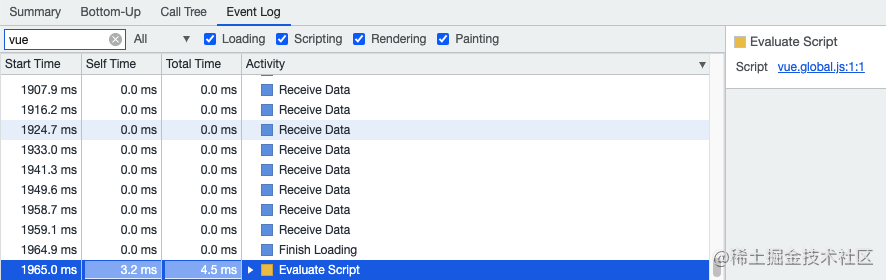 Summary Bottom-Up Call Tree Event Log
vue All ▼ Loading Scripting Rendering Painting
Start Time Self Time Total Time Activity
1907.9 ms 0.0 ms 0.0 ms Receive Data
1916.2 ms 0.0 ms 0.0 ms Receive Data
1924.7 ms 0.0 ms 0.0 ms Receive Data
1933.0 ms 0.0 ms 0.0 ms Receive Data
1941.3 ms 0.0 ms 0.0 ms Receive Data
1949.6 ms 0.0 ms 0.0 ms Receive Data
1958.7 ms 0.0 ms 0.0 ms Receive Data
1959.1 ms 0.0 ms 0.0 ms Receive Data
1964.9 ms 0.0 ms 0.0 ms Finish Loading
1965.0 ms 3.2 ms 4.5 ms Evaluate Script
Evaluate Script
Script vue.global.js:1:1
@稀土掘金技术社区